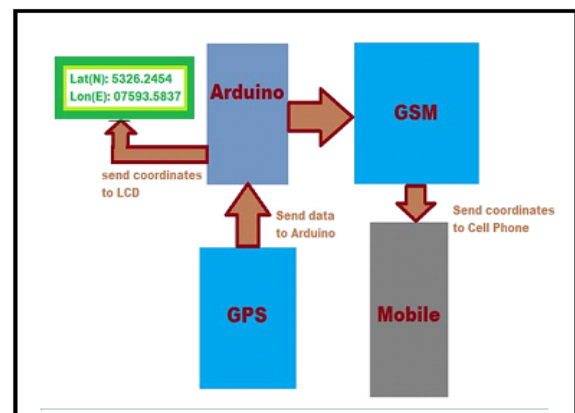 Lat(N): 5326.2454
Lon(E): 07593.5837
Arduino
GSM
send coordinates
to LCD
Send data
to Arduino
Send coordinates
to Cell Phone
GPS
Mobile